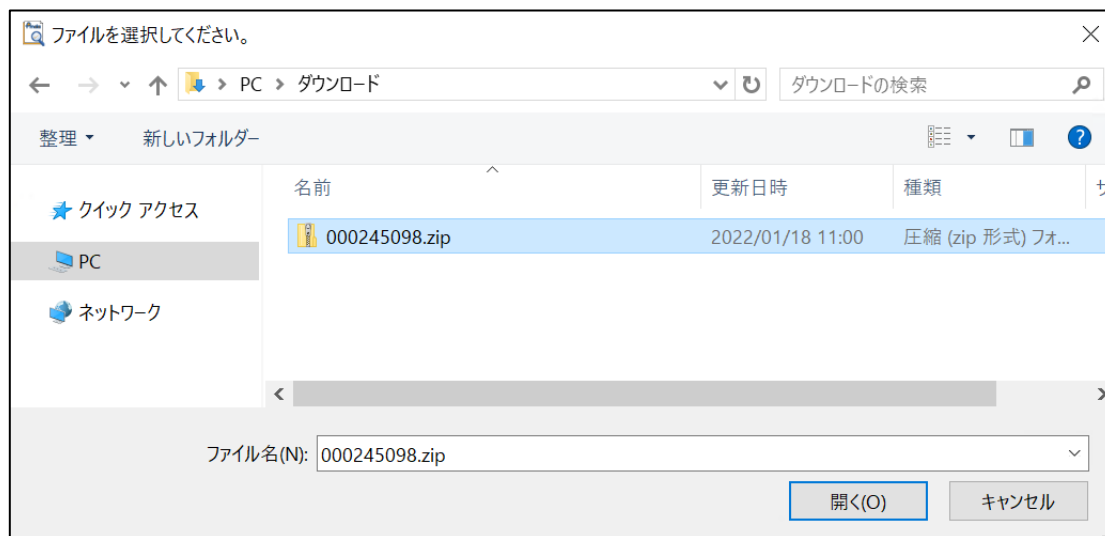 ファイルを選択してください。
PC > ダウンロード
ダウンロードの検索
整理 新しいフォルダー
名前 更新日時 種類 サ
クイック アクセス
000245098.zip 2022/01/18 11:00 圧縮 (zip 形式) フォ...
PC
ネットワーク
ファイル名(N): 000245098.zip
開く(O) キャンセル